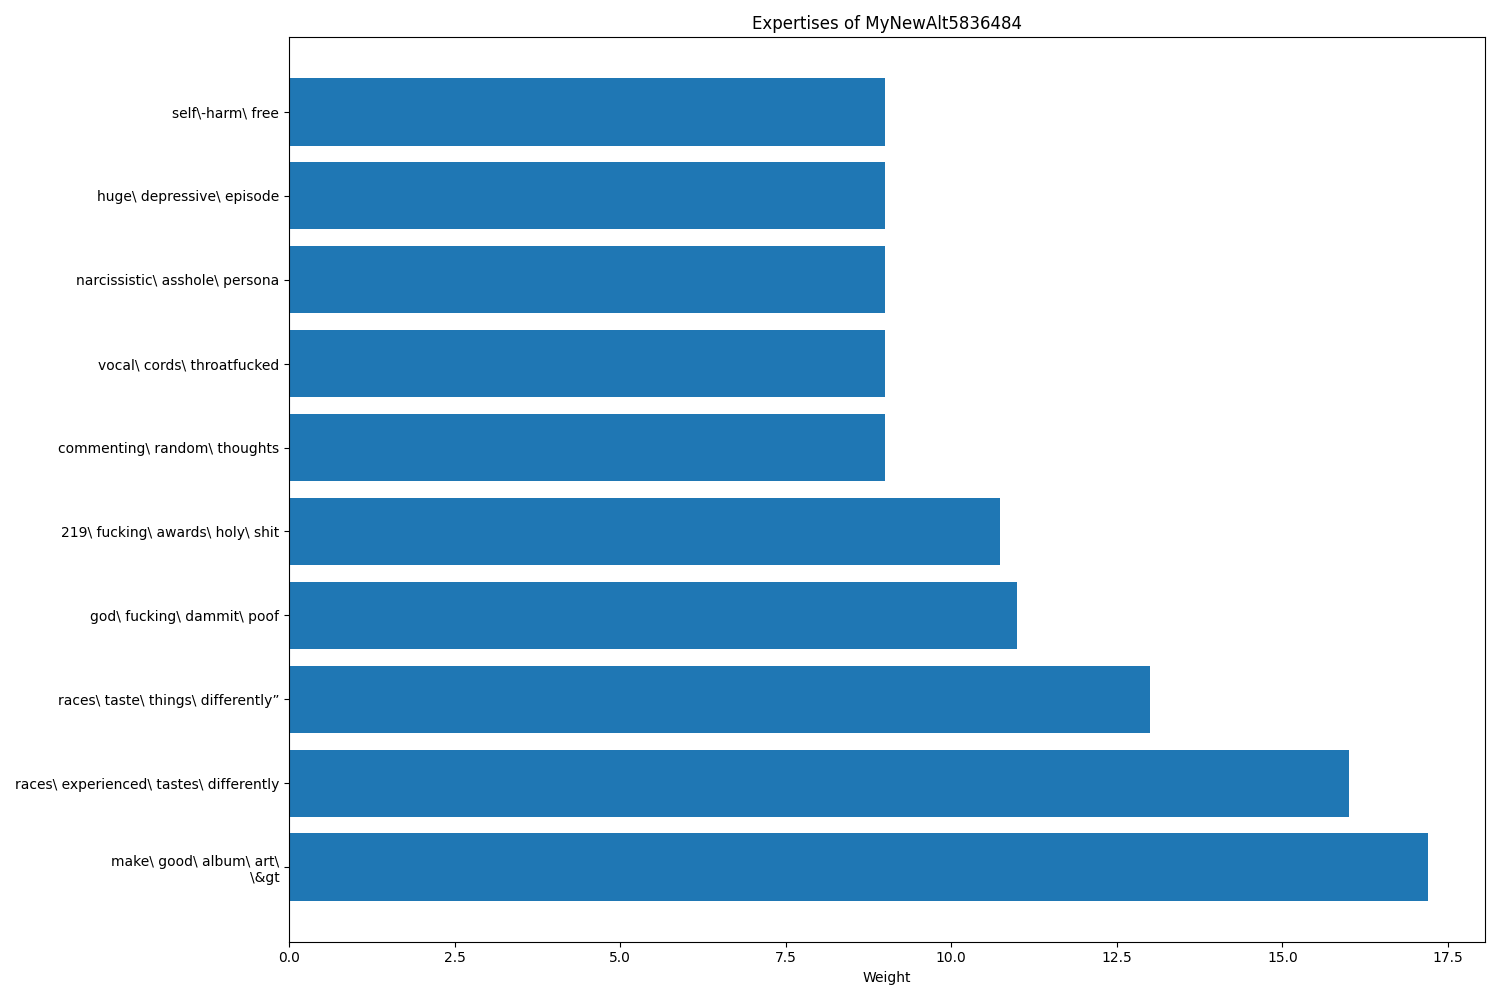 Expertises of MyNewAlt5836484
self\-harm\ free
huge\ depressive\ episode
narcissistic\ asshole\ persona
vocal\ cords\ throatfucked
commenting\ random\ thoughts
219\ fucking\ awards\ holy\ shit
god\ fucking\ dammit\ poof
races\ taste\ things\ differently”
races\ experienced\ tastes\ differently
make\ good\ album\ art\
\&gt
0.0 2.5 5.0 7.5 10.0 12.5 15.0 17.5
Weight